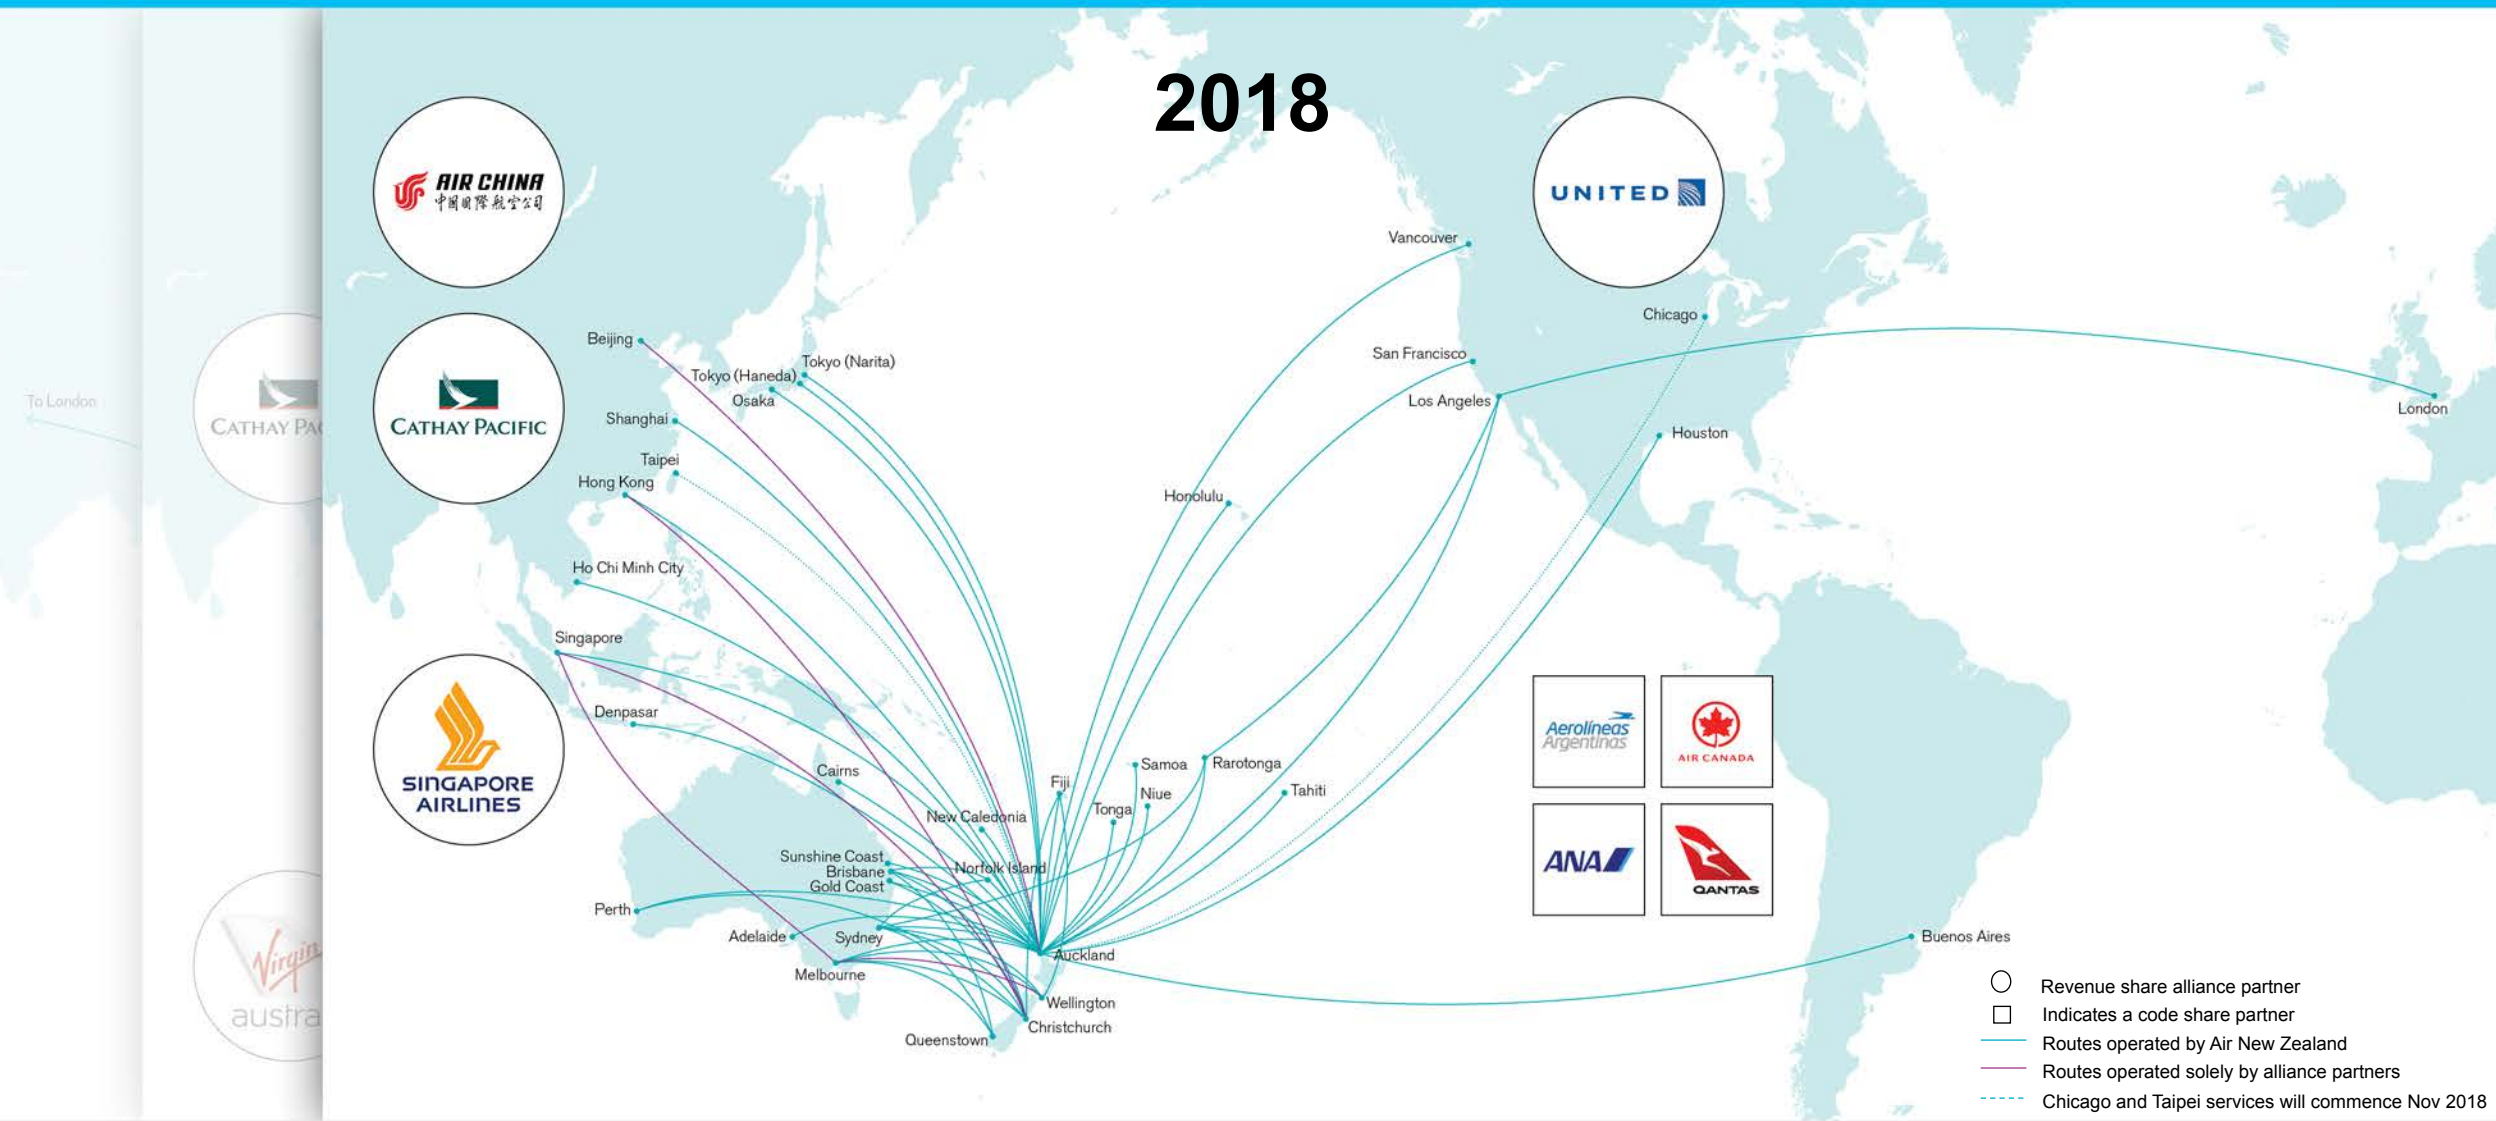 2018
AIR CHINA
中国国际航空公司
UNITED
To London
CATHAY PA
CATHAY PACIFIC
Vancouver
Chicago
San Francisco
Los Angeles
Houston
London
Honolulu
Beijing
Tokyo (Narita)
Tokyo (Haneda)
Osaka
Shanghai
Taipei
Hong Kong
Ho Chi Minh City
Singapore
SINGAPORE
AIRLINES
Denpasar
Cairns
New Caledonia
Fiji
Samoa
Rarotonga
Niue
Tonga
Tahiti
Sunshine Coast
Brisbane
Gold Coast
Norfolk Island
Perth
Adelaide
Sydney
Melbourne
Auckland
Wellington
Christchurch
Queenstown
Buenos Aires
Aerolíneas
Argentinas
AIR CANADA
ANA
QANTAS
Virgin
austra
Revenue share alliance partner
Indicates a code share partner
Routes operated by Air New Zealand
Routes operated solely by alliance partners
Chicago and Taipei services will commence Nov 2018